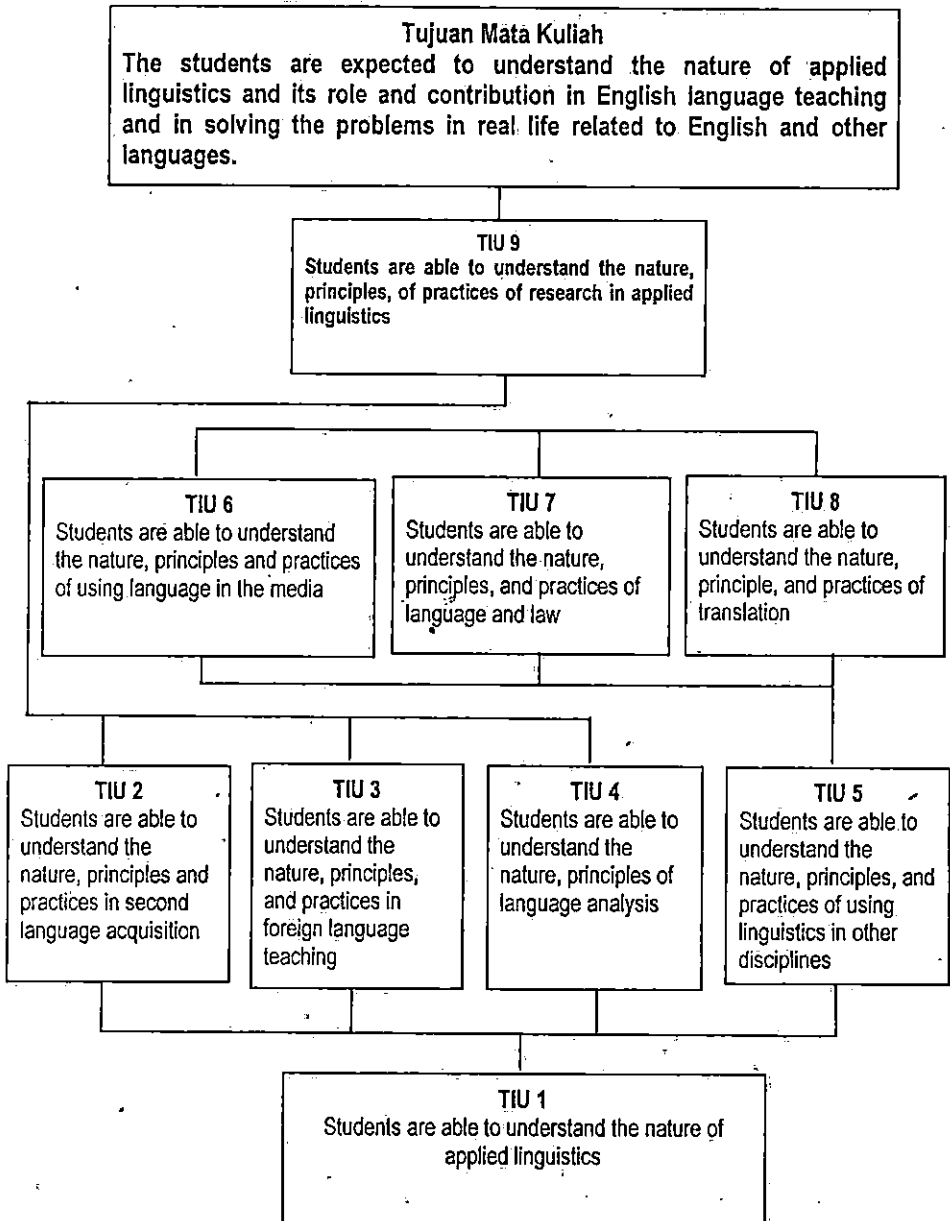 Tujuan Mata Kuliah
The students are expected to understand the nature of applied
linguistics and its role and contribution in English language teaching
and in solving the problems in real life related to English and other
languages.
TIU 9
Students are able to understand the nature,
principles, of practices of research in applied
linguistics
TIU 6
Students are able to understand
the nature, principles and practices
of using language in the media
TIU 7
Students are able to
understand the nature,
principles, and practices of
language and law
TIU 8
Students are able to
understand the nature,
principle, and practices of
translation
TIU 2
Students are able to
understand the
nature, principles and
practices in second
language acquisition
TIU 3
Students are able to
understand the
nature, principles,
and practices in
foreign language
teaching
TIU 4
Students are able to
understand the
nature, principles of
language analysis
TIU 5
Students are able to
understand the
nature, principles, and
practices of using
linguistics in other
disciplines
TIU 1
Students are able to understand the nature of
applied linguistics